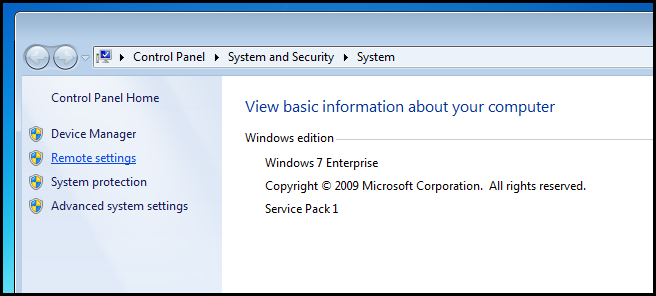 Control Panel System and Security System
Control Panel Home
Device Manager
Remote settings
System protection
Advanced system settings
View basic information about your computer
Windows edition
Windows 7 Enterprise
Copyright © 2009 Microsoft Corporation.  All rights reserved.
Service Pack 1